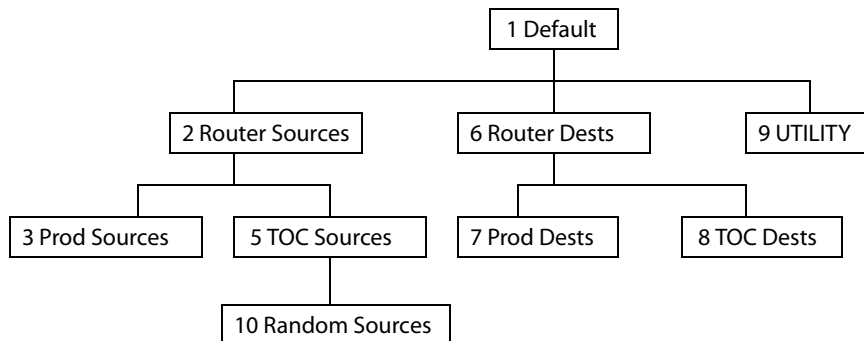 1 Default
2 Router Sources
6 Router Dests
9 UTILITY
3 Prod Sources
5 TOC Sources
7 Prod Dests
8 TOC Dests
10 Random Sources